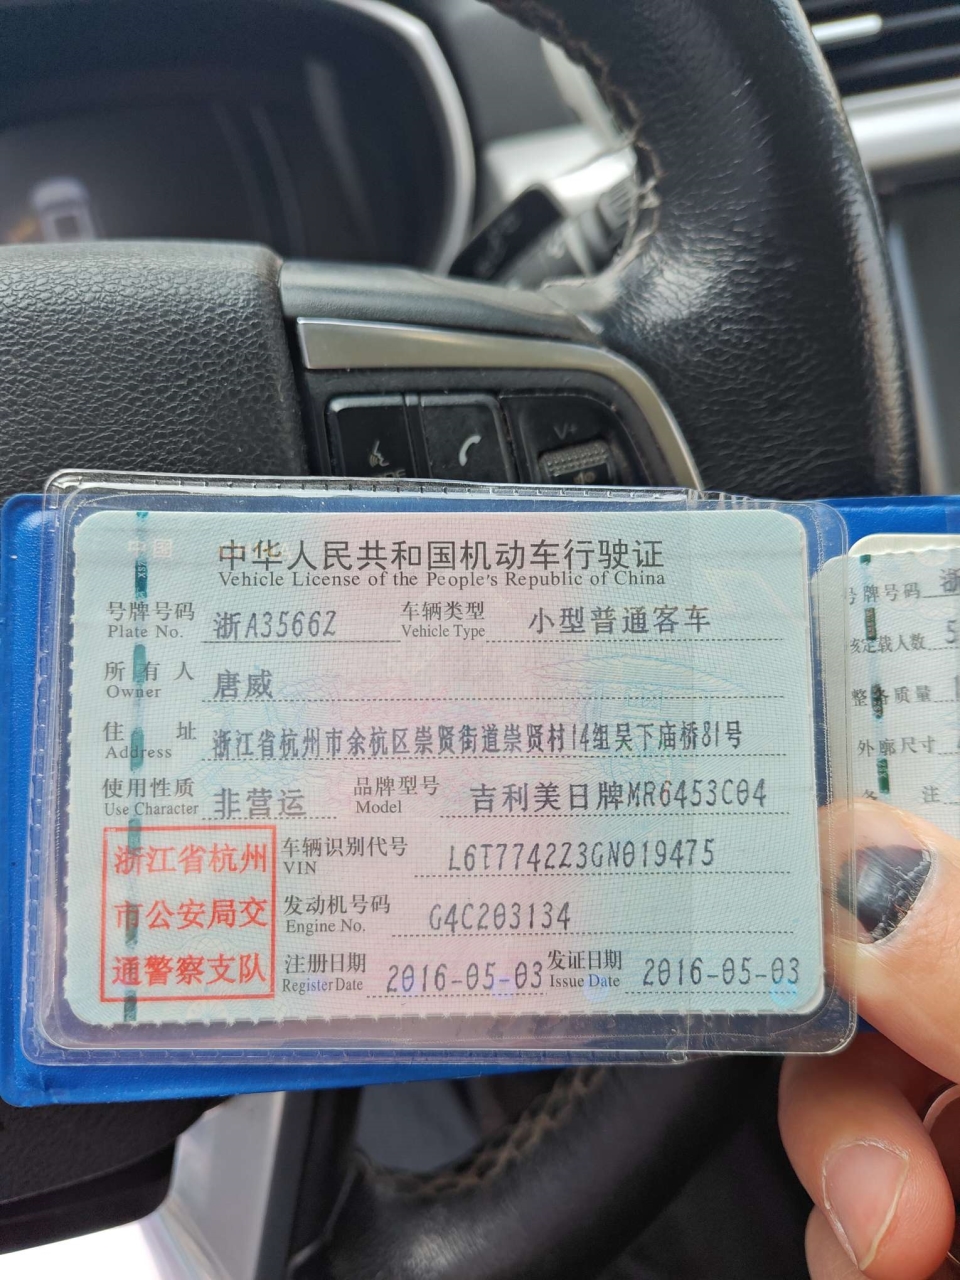 中华人民共和国机动车行驶证
Vehicle License of the People's Republic of China
号牌号码 浙A3566Z 车辆类型 小型普通客车
Plate No. Vehicle Type
所有人 唐威
Owner
住址 浙江省杭州市余杭区崇贤街道崇贤村14组吴下庙桥81号
Address
使用性质 非营运 品牌型号 吉利美日牌MR6453C04
Use Character Model
浙江省杭州
市公安局交
通警察支队
车辆识别代号 L6T7742Z3GN019475
VIN
发动机号码 G4C203134
Engine No.
注册日期 2016-05-03 发证日期 2016-05-03
Register Date Issue Date
号牌号码 浙
核定载人数 5
整备质量
外廓尺寸
注
V+